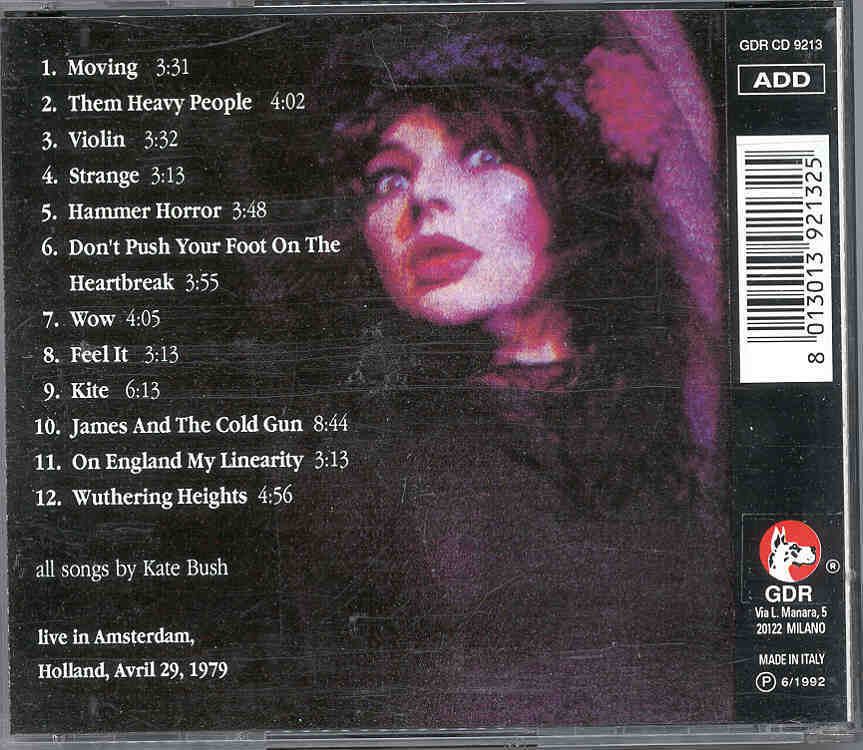 1. Moving 3:31
2. Them Heavy People 4:02
3. Violin 3:32
4. Strange 3:13
5. Hammer Horror 3:48
6. Don't Push Your Foot On The
Heartbreak 3:55
7. Wow 4:05
8. Feel It 3:13
9. Kite 6:13
10. James And The Cold Gun 8:44
11. On England My Linearity 3:13
12. Wuthering Heights 4:56
all songs by Kate Bush
live in Amsterdam,
Holland, Avril 29, 1979
GDR CD 9213
ADD
8 013013 921325
GDR
®
Via L. Manara, 5
20122 MILANO
MADE IN ITALY
Ⓟ 6/1992